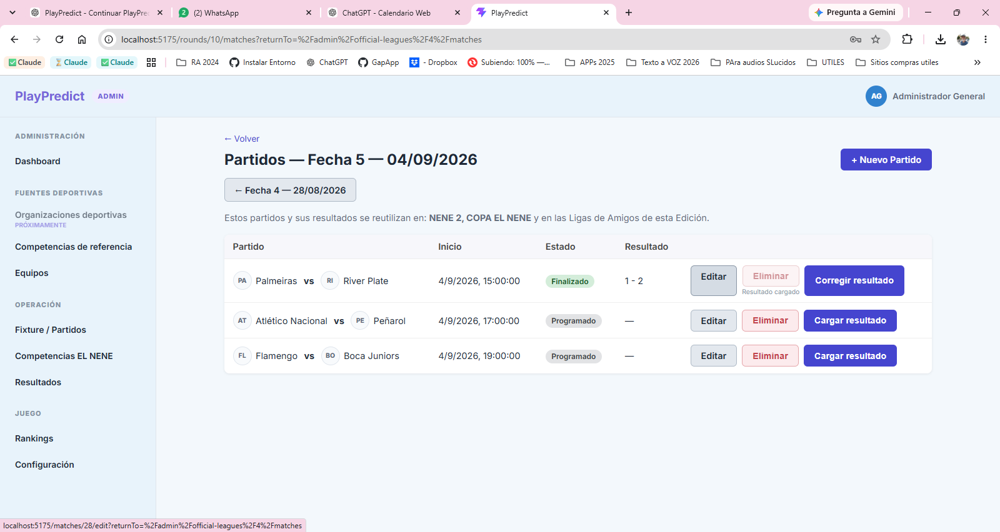 PlayPredict - Continuar PlayPre
(2) WhatsApp
ChatGPT - Calendario Web
PlayPredict
Pregunta a Gemini
localhost:5175/rounds/10/matches?returnTo=%2Fadmin%2Fofficial-leagues%2F4%2Fmatches
Claude
Claude
Claude
RA 2024
Instalar Entorno
ChatGPT
GapApp
- Dropbox
Subiendo: 100% —...
APPs 2025
Texto a VOZ 2026
PAra audios SLucidos
UTILES
Sitios compras utiles
PlayPredict ADMIN
AG Administrador General
ADMINISTRACIÓN
Dashboard
FUENTES DEPORTIVAS
Organizaciones deportivas
PRÓXIMAMENTE
Competencias de referencia
Equipos
OPERACIÓN
Fixture / Partidos
Competencias EL NENE
Resultados
JUEGO
Rankings
Configuración
← Volver
Partidos — Fecha 5 — 04/09/2026
+ Nuevo Partido
← Fecha 4 — 28/08/2026
Estos partidos y sus resultados se reutilizan en: NENE 2, COPA EL NENE y en las Ligas de Amigos de esta Edición.
Partido Inicio Estado Resultado
PA Palmeiras vs RI River Plate 4/9/2026, 15:00:00 Finalizado 1 - 2 Editar Eliminar Corregir resultado
Resultado cargado
AT Atlético Nacional vs PE Peñarol 4/9/2026, 17:00:00 Programado — Editar Eliminar Cargar resultado
FL Flamengo vs BO Boca Juniors 4/9/2026, 19:00:00 Programado — Editar Eliminar Cargar resultado
localhost:5175/matches/28/edit?returnTo=%2Fadmin%2Fofficial-leagues%2F4%2Fmatches